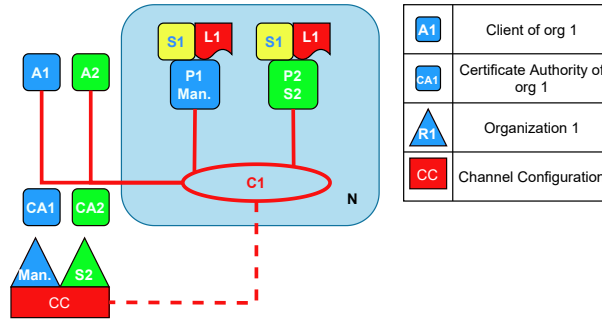 S1
L1
S1
L1
A1
A2
P1
Man.
P2
S2
C1
N
CA1
CA2
Man.
S2
CC
A1
Client of org 1
CA1
Certificate Authority of
org 1
R1
Organization 1
CC
Channel Configuration